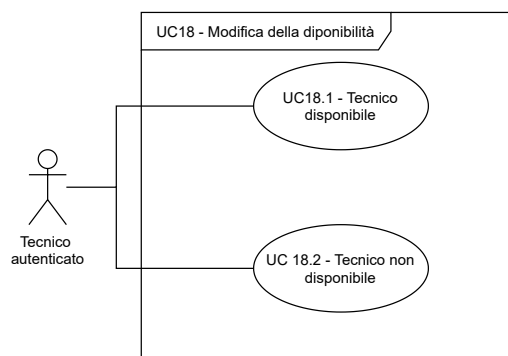 UC18 - Modifica della diponibilità
UC18.1 - Tecnico
disponibile
Tecnico
autenticato
UC 18.2 - Tecnico non
disponibile